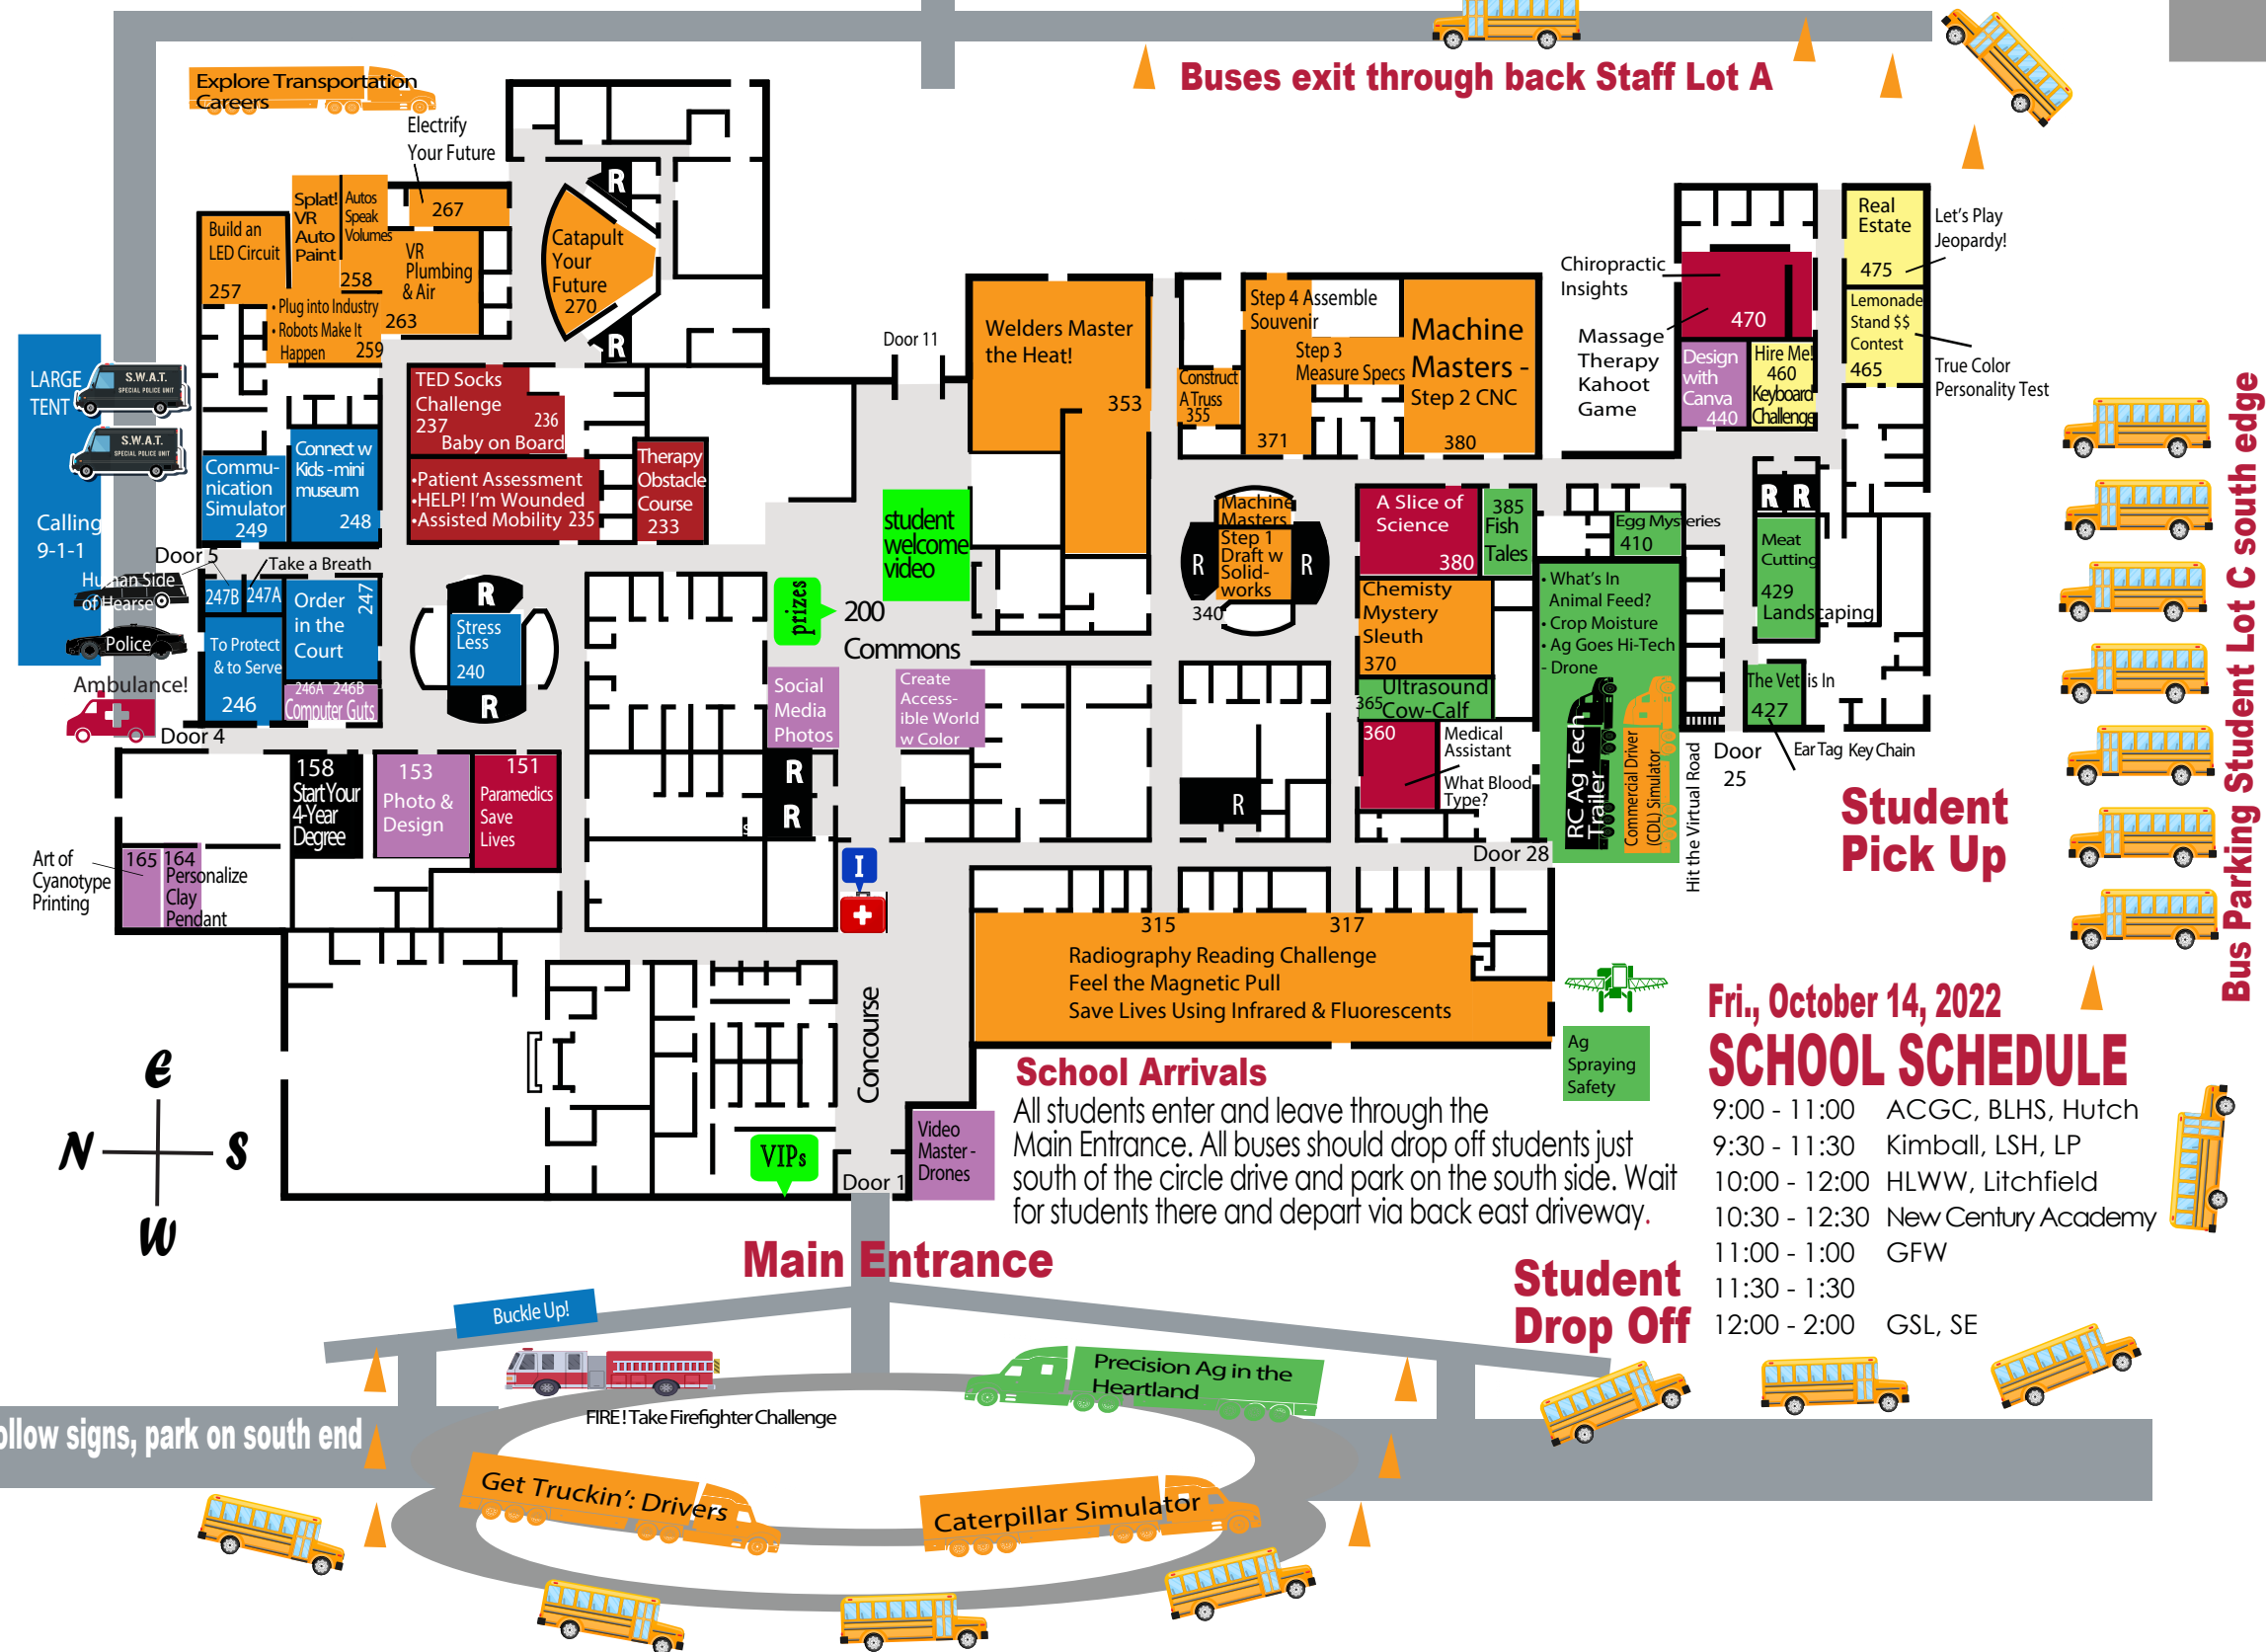 Buses exit through back Staff Lot A
Explore Transportation
Careers
Electrify
Your Future
267
Splat!
VR
Auto
Paint
Autos
Speak
Volumes
258
Build an
LED Circuit
257
VR
Plumbing
& Air
263
• Plug into Industry
• Robots Make It
Happen
259
R
Catapult
Your
Future
270
R
LARGE
TENT
S.W.A.T.
SPECIAL POLICE UNIT
S.W.A.T.
SPECIAL POLICE UNIT
Calling
9-1-1
Human Side
of Hearse
Police
Ambulance!
Door 5
Door 4
Commu-
nication
Simulator
249
Connect w
Kids -mini
museum
248
Take a Breath
247B
247A
Order
in the
Court
247
To Protect
& to Serve
246
246A 246B
Computer Guts
TED Socks
Challenge
237
236
Baby on Board
•Patient Assessment
•HELP! I'm Wounded
•Assisted Mobility 235
Therapy
Obstacle
Course
233
R
Stress
Less
240
R
158
Start Your
4-Year
Degree
153
Photo &
Design
151
Paramedics
Save
Lives
Art of
Cyanotype
Printing
165
164
Personalize
Clay
Pendant
Door 11
student
welcome
video
prizes
200
Commons
Social
Media
Photos
Create
Access-
ible World
w Color
R
R
I
Concourse
VIPs
Door 1
Video
Master -
Drones
Welders Master
the Heat!
353
Construct
A Truss
355
Step 4 Assemble
Souvenir
Step 3
Measure Specs
371
Machine
Masters -
Step 2 CNC
380
R
Machine
Masters
Step 1
Draft w
Solid-
works
R
340
R
A Slice of
Science
380
385
Fish
Tales
Chemisty
Mystery
Sleuth
370
Ultrasound
365
Cow-Calf
360
Medical
Assistant
What Blood
Type?
Egg Mysteries
410
• What's In
Animal Feed?
• Crop Moisture
• Ag Goes Hi-Tech
- Drone
RC Ag Tech
Trailer
Commercial Driver
(CDL) Simulator
Hit the Virtual Road
Door 28
Door
25
Chiropractic
Insights
Massage
Therapy
Kahoot
Game
470
Design
with
Canva
440
Hire Me!
460
Keyboard
Challenge
Real
Estate
475
Let's Play
Jeopardy!
Lemonade
Stand $$
Contest
465
True Color
Personality Test
R R
Meat
Cutting
429
Landscaping
The Vet is In
427
Ear Tag Key Chain
Student
Pick Up
Bus Parking Student Lot C south edge
315
317
Radiography Reading Challenge
Feel the Magnetic Pull
Save Lives Using Infrared & Fluorescents
Ag
Spraying
Safety
E
N
S
W
School Arrivals
All students enter and leave through the
Main Entrance. All buses should drop off students just
south of the circle drive and park on the south side. Wait
for students there and depart via back east driveway.
Fri., October 14, 2022
SCHOOL SCHEDULE
9:00 - 11:00 ACGC, BLHS, Hutch
9:30 - 11:30 Kimball, LSH, LP
10:00 - 12:00 HLWW, Litchfield
10:30 - 12:30 New Century Academy
11:00 - 1:00 GFW
11:30 - 1:30
12:00 - 2:00 GSL, SE
Main Entrance
Student
Drop Off
Buckle Up!
FIRE! Take Firefighter Challenge
Precision Ag in the
Heartland
ollow signs, park on south end
Get Truckin': Drivers
Caterpillar Simulator